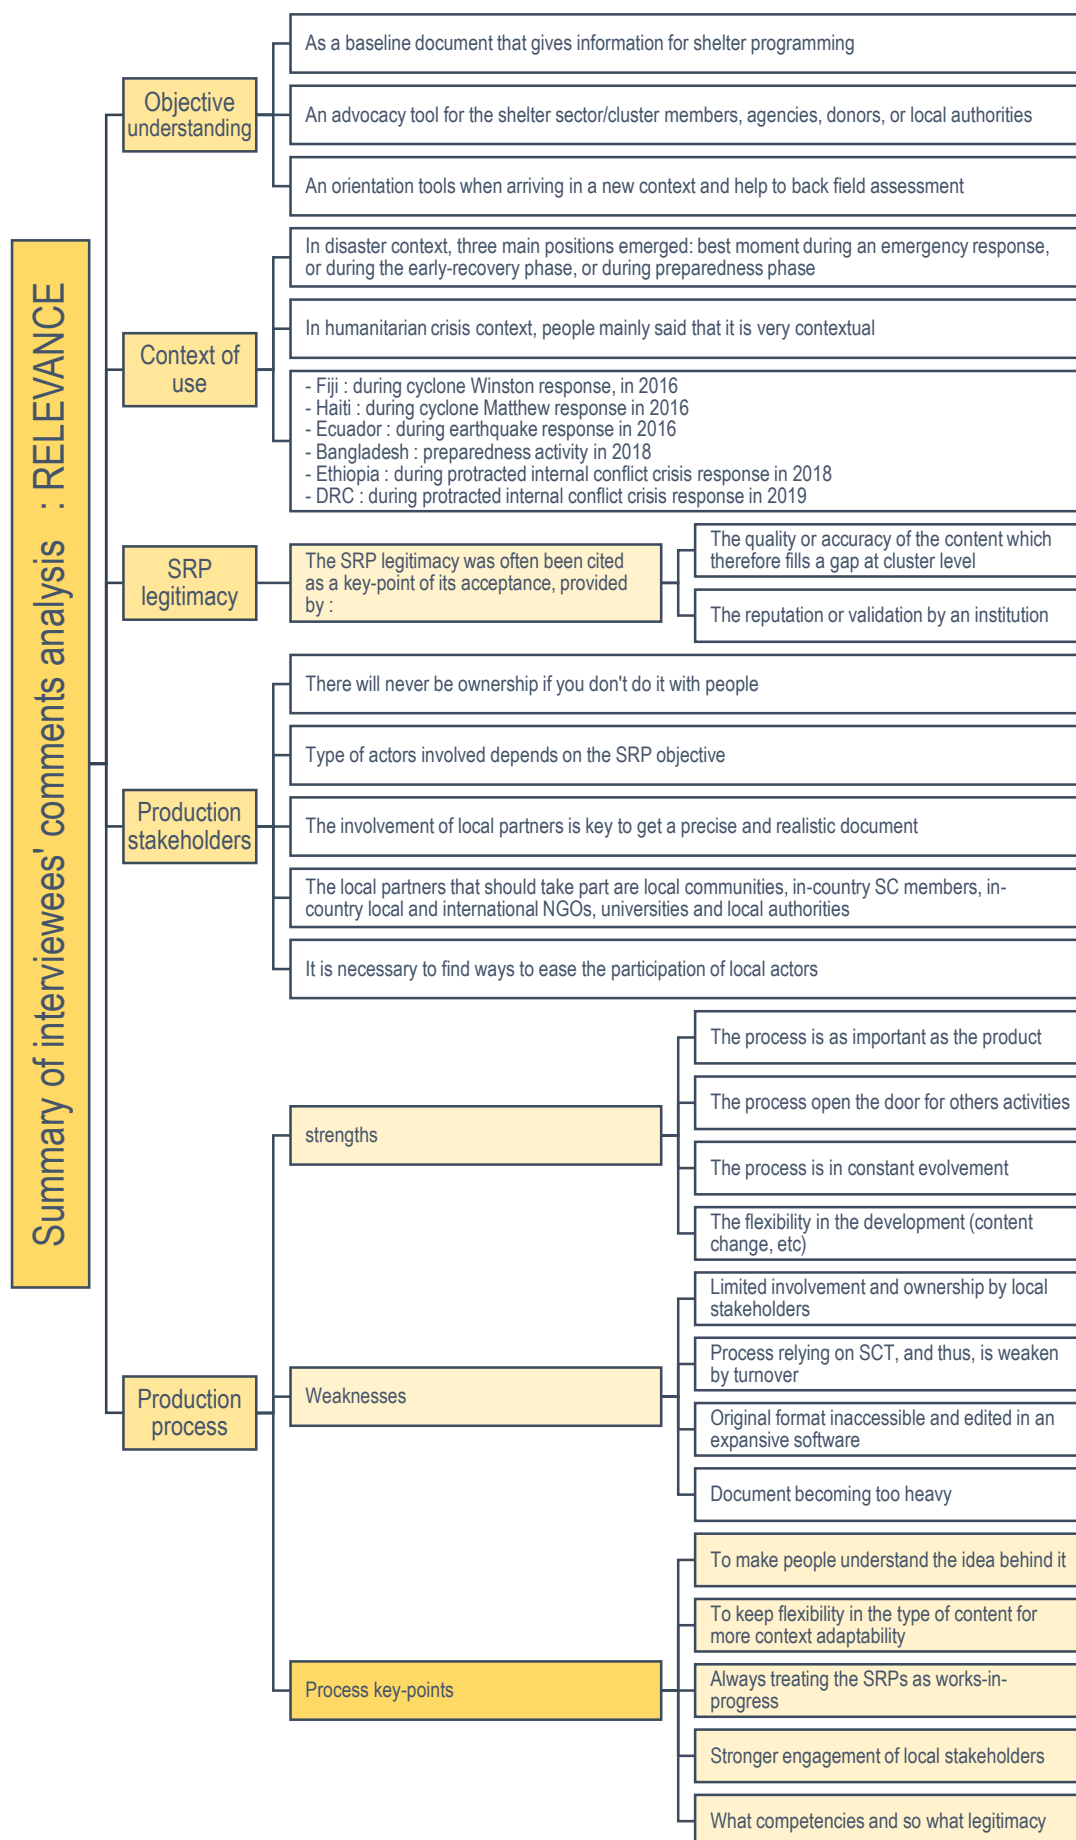 Summary of interviewees' comments analysis : RELEVANCE
Objective
understanding
As a baseline document that gives information for shelter programming
An advocacy tool for the shelter sector/cluster members, agencies, donors, or local authorities
An orientation tools when arriving in a new context and help to back field assessment
Context of
use
In disaster context, three main positions emerged: best moment during an emergency response,
or during the early-recovery phase, or during preparedness phase
In humanitarian crisis context, people mainly said that it is very contextual
- Fiji : during cyclone Winston response, in 2016
- Haiti : during cyclone Matthew response in 2016
- Ecuador : during earthquake response in 2016
- Bangladesh : preparedness activity in 2018
- Ethiopia : during protracted internal conflict crisis response in 2018
- DRC : during protracted internal conflict crisis response in 2019
SRP
legitimacy
The SRP legitimacy was often been cited
as a key-point of its acceptance, provided
by :
The quality or accuracy of the content which
therefore fills a gap at cluster level
The reputation or validation by an institution
Production
stakeholders
There will never be ownership if you don't do it with people
Type of actors involved depends on the SRP objective
The involvement of local partners is key to get a precise and realistic document
The local partners that should take part are local communities, in-country SC members, in-
country local and international NGOs, universities and local authorities
It is necessary to find ways to ease the participation of local actors
Production
process
strengths
The process is as important as the product
The process open the door for others activities
The process is in constant evolvement
The flexibility in the development (content
change, etc)
Weaknesses
Limited involvement and ownership by local
stakeholders
Process relying on SCT, and thus, is weaken
by turnover
Original format inaccessible and edited in an
expansive software
Document becoming too heavy
Process key-points
To make people understand the idea behind it
To keep flexibility in the type of content for
more context adaptability
Always treating the SRPs as works-in-
progress
Stronger engagement of local stakeholders
What competencies and so what legitimacy